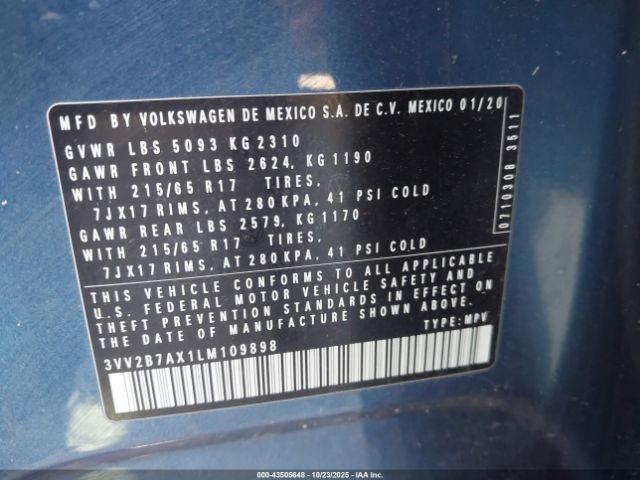 MFD BY VOLKSWAGEN DE MEXICO S.A. DE C.V. MEXICO 01/20
GVWR LBS 5093 KG 2310
GAWR FRONT LBS 2624, KG 1190
WITH 215/65 R17 TIRES,
7JX17 RIMS, AT 280 KPA, 41 PSI COLD
GAWR REAR LBS 2579, KG 1170
WITH 215/65 R17 TIRES,
7JX17 RIMS, AT 280 KPA, 41 PSI COLD
THIS VEHICLE CONFORMS TO ALL APPLICABLE
U.S. FEDERAL MOTOR VEHICLE SAFETY AND
THEFT PREVENTION STANDARDS IN EFFECT ON
THE DATE OF MANUFACTURE SHOWN ABOVE.
3VV2B7AX1LM109898 TYPE: MPV
0710308 3511
000-43505648 - 10/23/2025 - IAA, Inc.